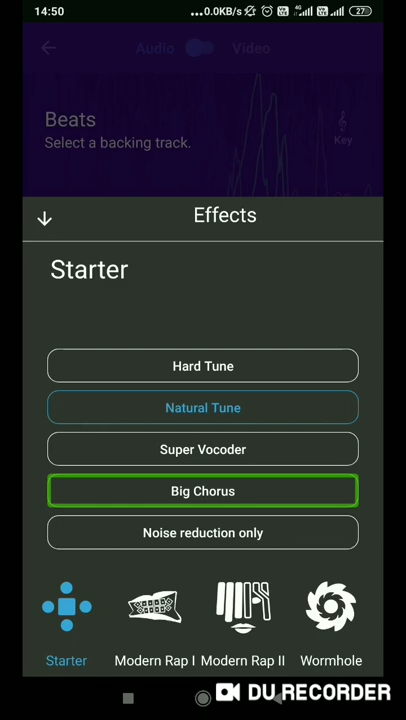 14:50
...0.0KB/s
4G
27
Audio
Video
Beats
Select a backing track.
Key
Effects
Starter
Hard Tune
Natural Tune
Super Vocoder
Big Chorus
Noise reduction only
Starter
Modern Rap I
Modern Rap II
Wormhole
DU RECORDER